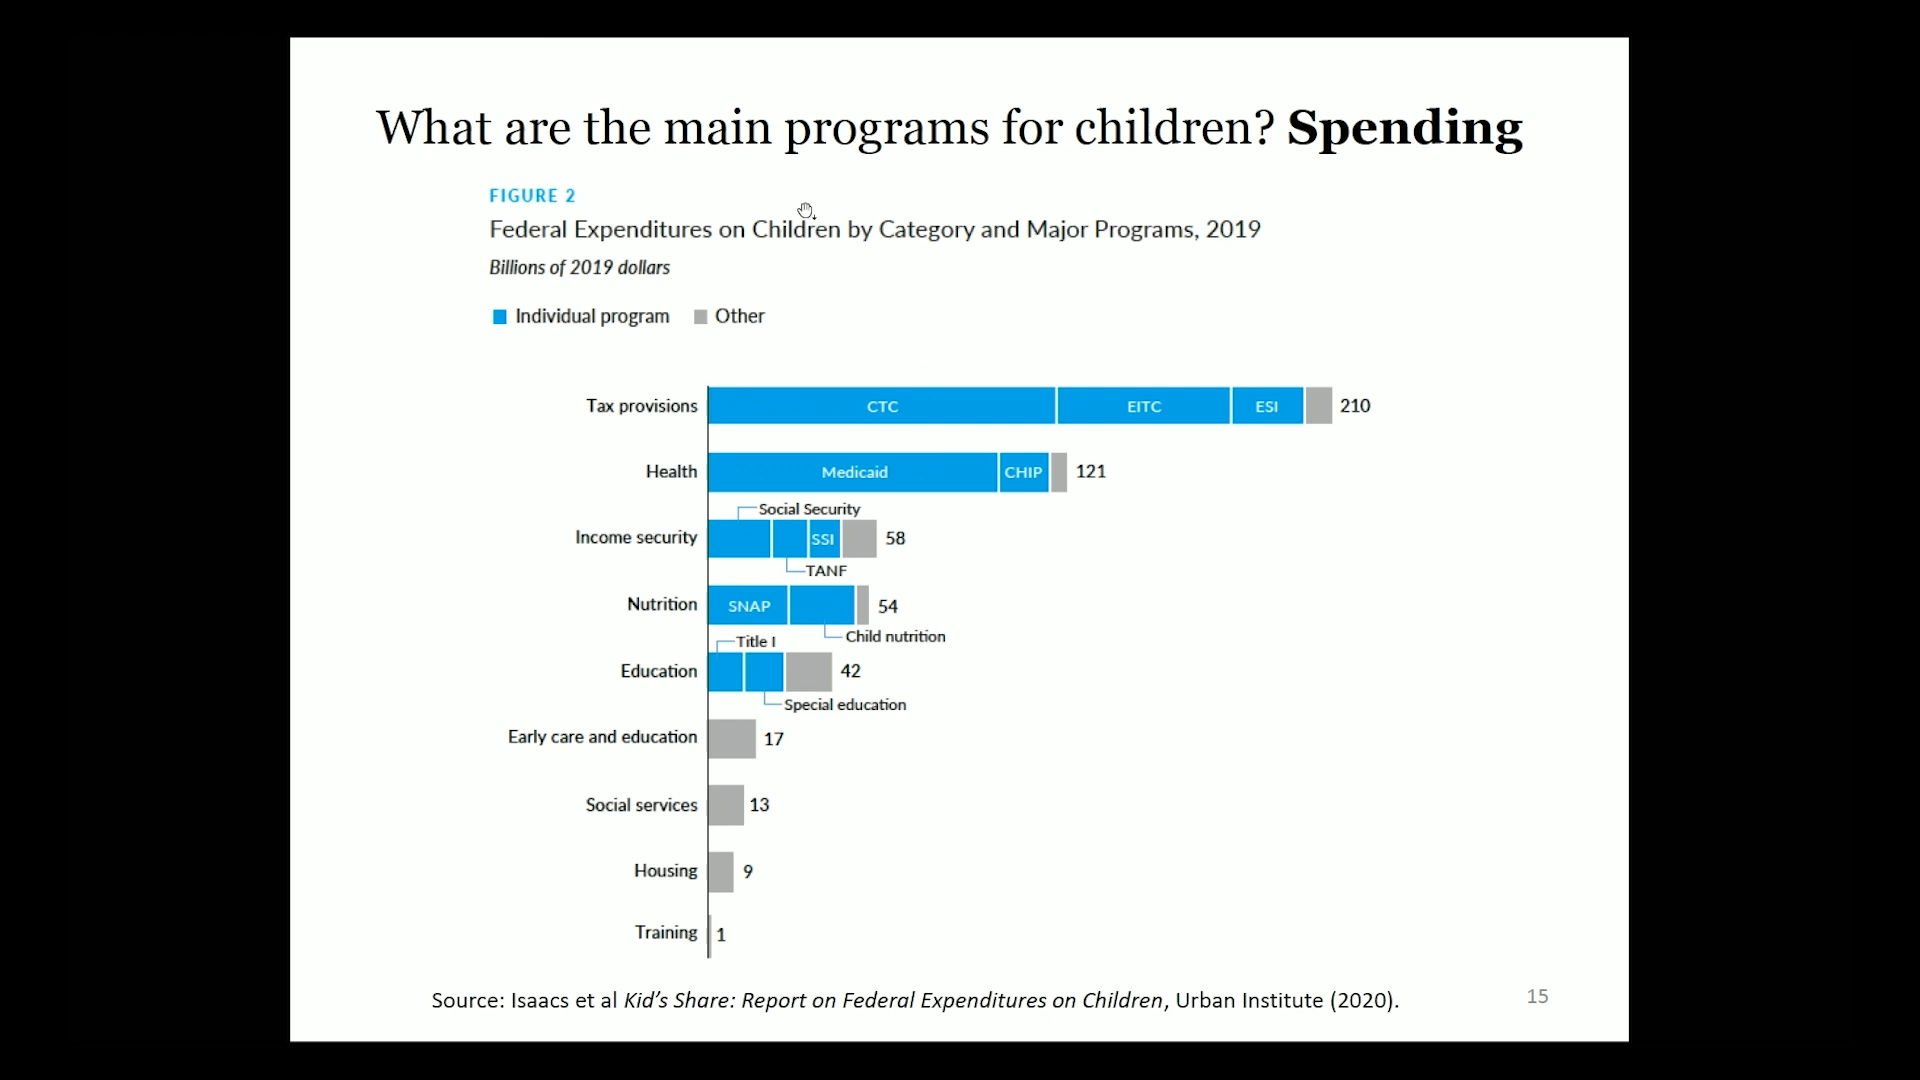 What are the main programs for children? Spending
FIGURE 2
Federal Expenditures on Children by Category and Major Programs, 2019
Billions of 2019 dollars
Individual program Other
Tax provisions CTC EITC ESI 210
Health Medicaid CHIP 121
Social Security
Income security SSI 58
TANF
Nutrition SNAP 54
Child nutrition
Title I
Education 42
Special education
Early care and education 17
Social services 13
Housing 9
Training 1
Source: Isaacs et al Kid’s Share: Report on Federal Expenditures on Children, Urban Institute (2020).
15